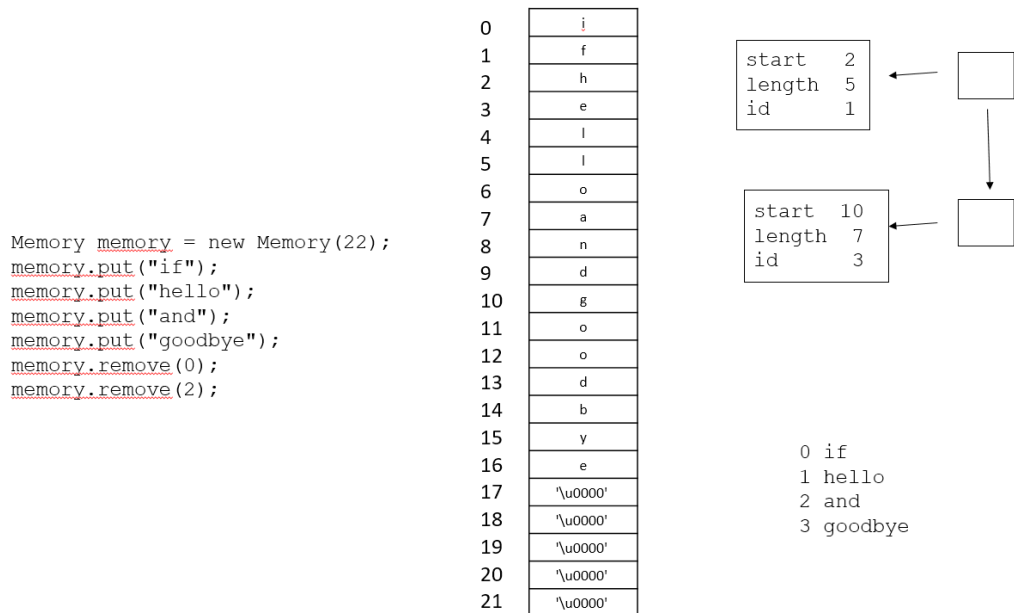 Memory memory = new Memory(22);
memory.put("if");
memory.put("hello");
memory.put("and");
memory.put("goodbye");
memory.remove(0);
memory.remove(2);
0 i
1 f
2 h
3 e
4 l
5 l
6 o
7 a
8 n
9 d
10 g
11 o
12 o
13 d
14 b
15 y
16 e
17 '\u0000'
18 '\u0000'
19 '\u0000'
20 '\u0000'
21 '\u0000'
start 2
length 5
id 1
start 10
length 7
id 3
0 if
1 hello
2 and
3 goodbye